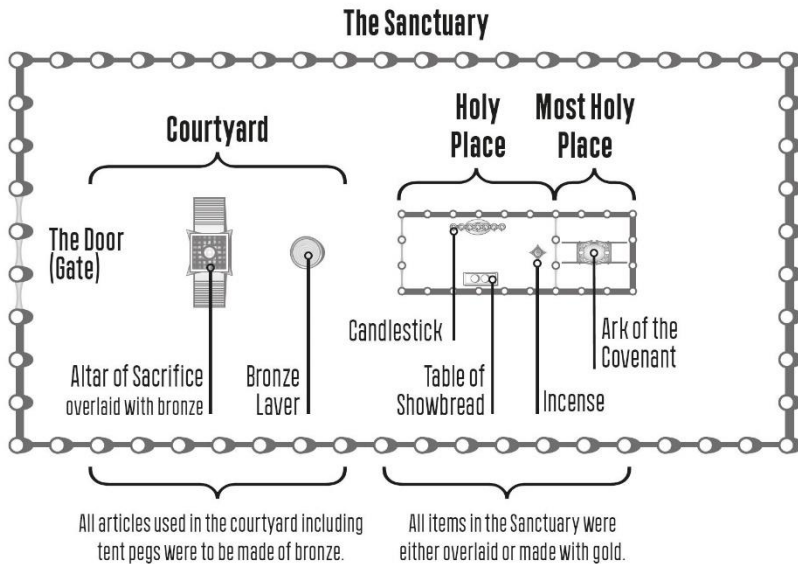 The Sanctuary
Courtyard
Holy
Place
Most Holy
Place
The Door
(Gate)
Altar of Sacrifice
overlaid with bronze
Bronze
Laver
Candlestick
Table of
Showbread
Incense
Ark of the
Covenant
All articles used in the courtyard including
tent pegs were to be made of bronze.
All items in the Sanctuary were
either overlaid or made with gold.